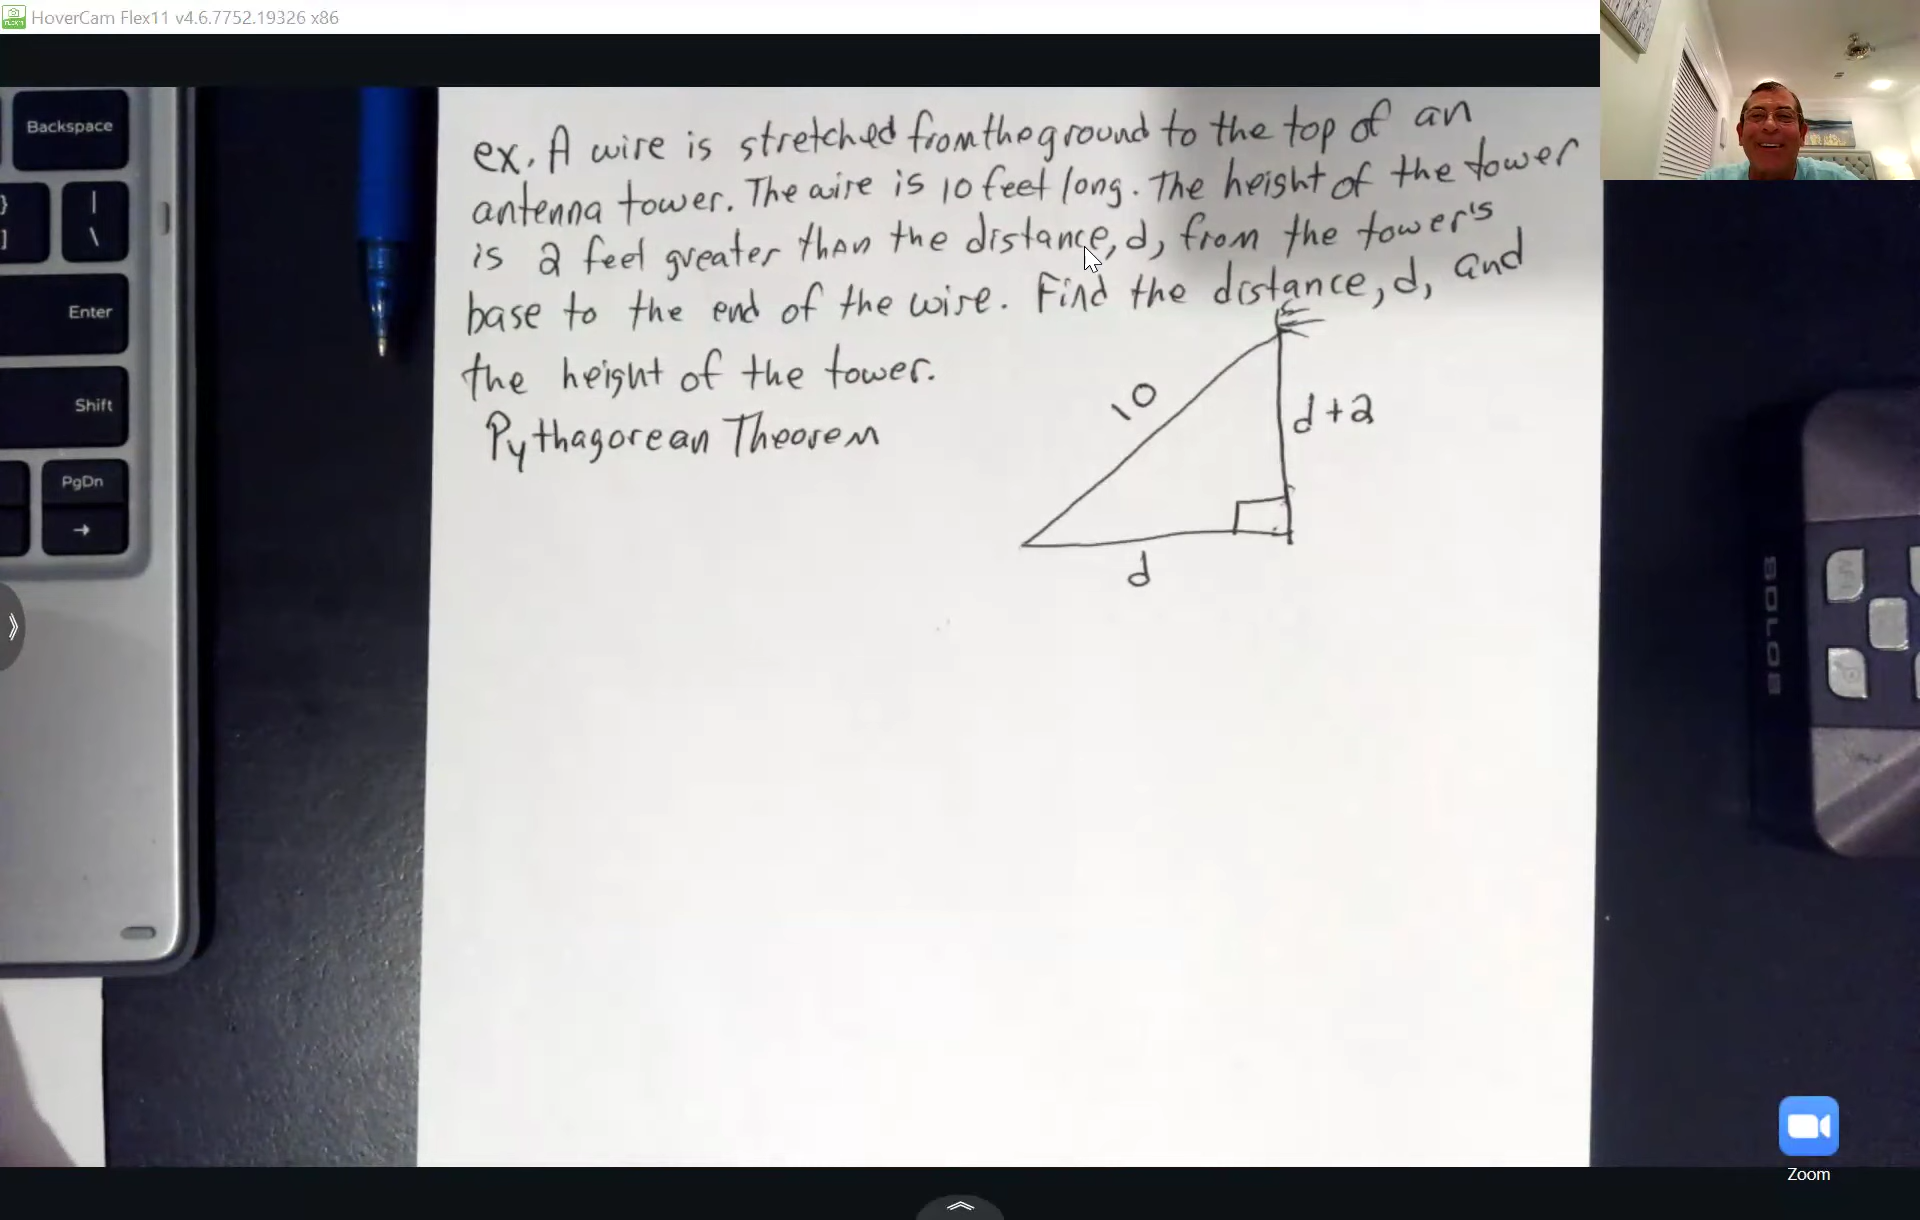 HoverCam Flex11 v4.6.7752.19326 x86
ex. A wire is stretched from the ground to the top of an
antenna tower. The wire is 10 feet long. The height of the tower
is 2 feet greater than the distance, d, from the tower's
base to the end of the wire. Find the distance, d, and
the height of the tower.
Pythagorean Theorem
10
d+2
d
Backspace
}
]
|
\
Enter
Shift
PgDn
→
BOLOS
Zoom